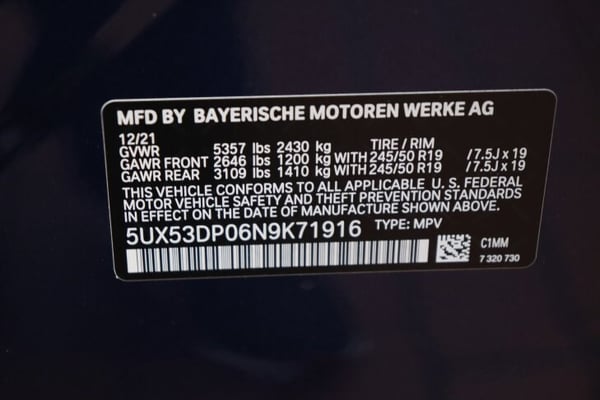 MFD BY BAYERISCHE MOTOREN WERKE AG
12/21
GVWR 5357 lbs 2430 kg TIRE / RIM
GAWR FRONT 2646 lbs 1200 kg WITH 245/50 R19 /7.5J x 19
GAWR REAR 3109 lbs 1410 kg WITH 245/50 R19 /7.5J x 19
THIS VEHICLE CONFORMS TO ALL APPLICABLE U. S. FEDERAL
MOTOR VEHICLE SAFETY AND THEFT PREVENTION STANDARDS
IN EFFECT ON THE DATE OF MANUFACTURE SHOWN ABOVE.
5UX53DP06N9K71916 TYPE: MPV
C1MM
7 320 730